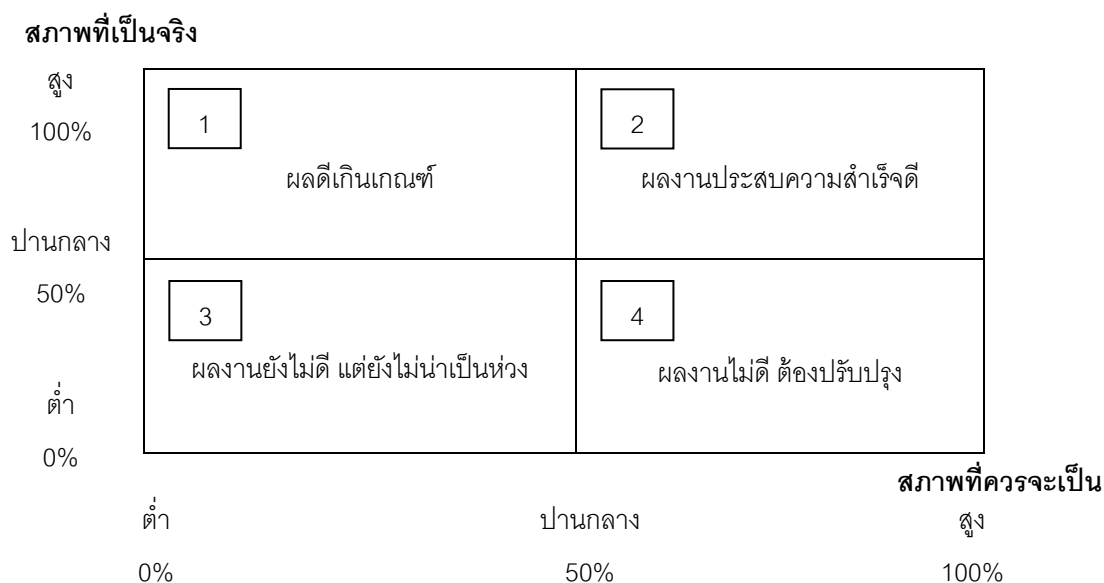 สภาพที่เป็นจริง
สูง
100%
1
2
ผลดีเกินเกณฑ์
ผลงานประสบความสำเร็จดี
ปานกลาง
50%
3
4
ผลงานยังไม่ดี แต่ยังไม่น่าเป็นห่วง
ผลงานไม่ดี ต้องปรับปรุง
ต่ำ
0%
สภาพที่ควรจะเป็น
ต่ำ
ปานกลาง
สูง
0%
50%
100%